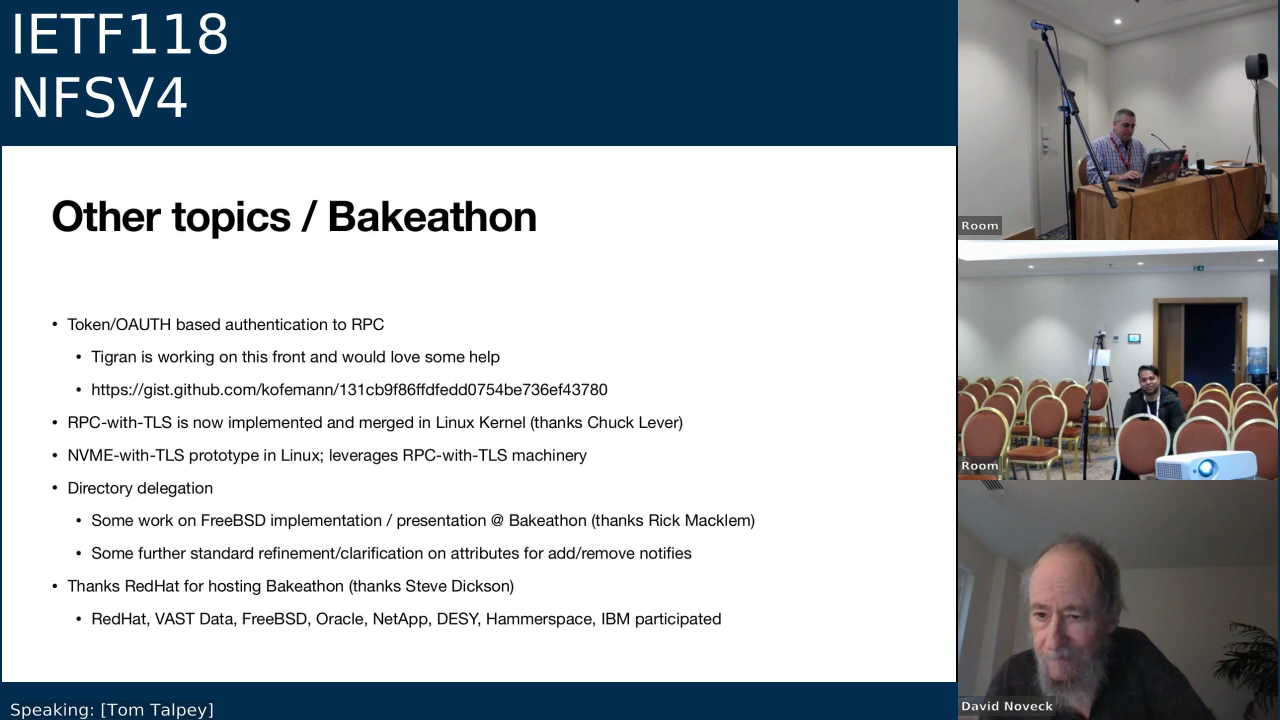 IETF118
NFSV4
Other topics / Bakeathon
• Token/OAUTH based authentication to RPC
• Tigran is working on this front and would love some help
• https://gist.github.com/kofemann/131cb9f86ffdfedd0754be736ef43780
• RPC-with-TLS is now implemented and merged in Linux Kernel (thanks Chuck Lever)
• NVME-with-TLS prototype in Linux; leverages RPC-with-TLS machinery
• Directory delegation
• Some work on FreeBSD implementation / presentation @ Bakeathon (thanks Rick Macklem)
• Some further standard refinement/clarification on attributes for add/remove notifies
• Thanks RedHat for hosting Bakeathon (thanks Steve Dickson)
• RedHat, VAST Data, FreeBSD, Oracle, NetApp, DESY, Hammerspace, IBM participated
Speaking: [Tom Talpey]
Room
Room
David Noveck